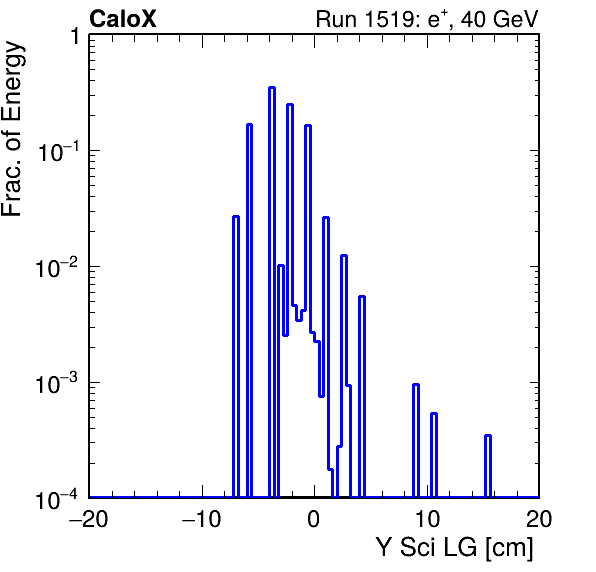 CaloX Run 1519: e⁺, 40 GeV
Frac. of Energy
1
10⁻¹
10⁻²
10⁻³
10⁻⁴
−20 −10 0 10 20
Y Sci LG [cm]